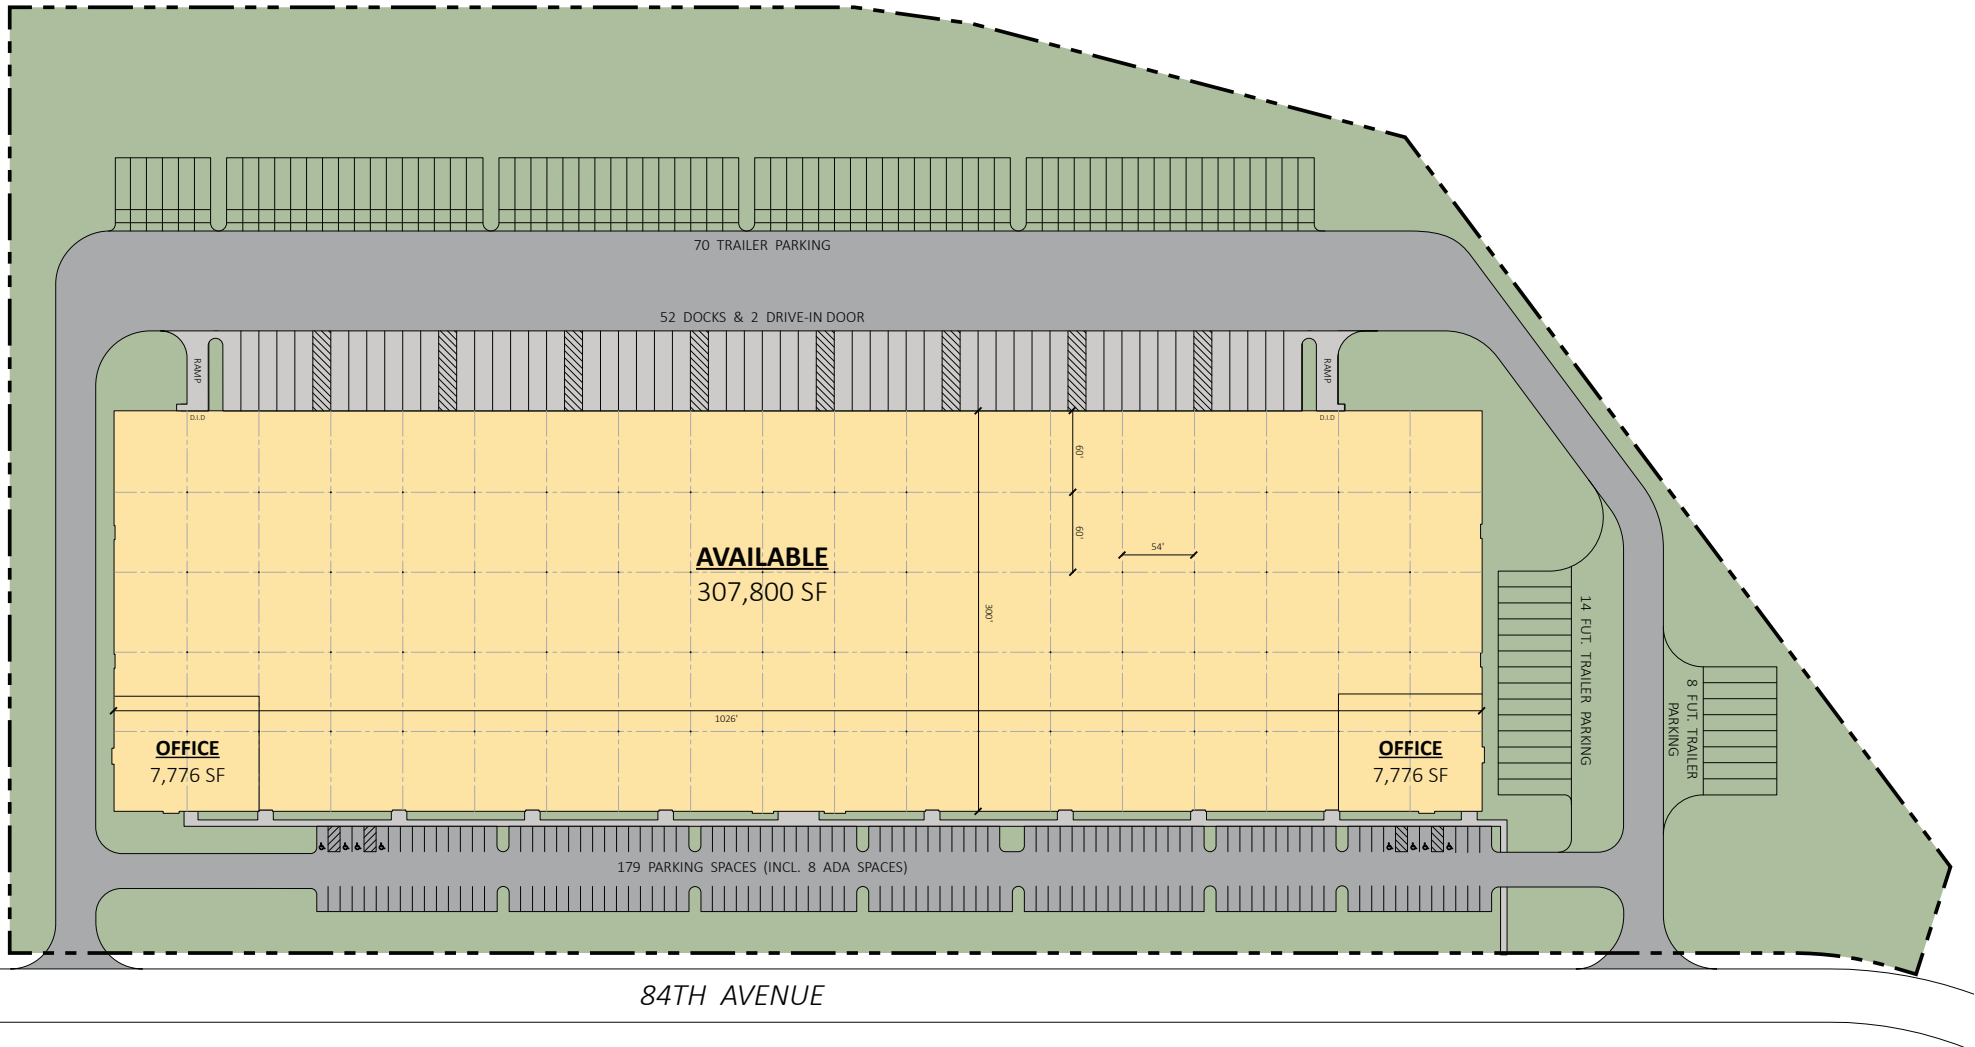 70 TRAILER PARKING
52 DOCKS & 2 DRIVE-IN DOOR
RAMP
RAMP
D.I.D
D.I.D
60'
60'
54'
AVAILABLE
307,800 SF
300'
14 FUT. TRAILER PARKING
8 FUT. TRAILER
PARKING
1026'
OFFICE
7,776 SF
OFFICE
7,776 SF
179 PARKING SPACES (INCL. 8 ADA SPACES)
84TH AVENUE